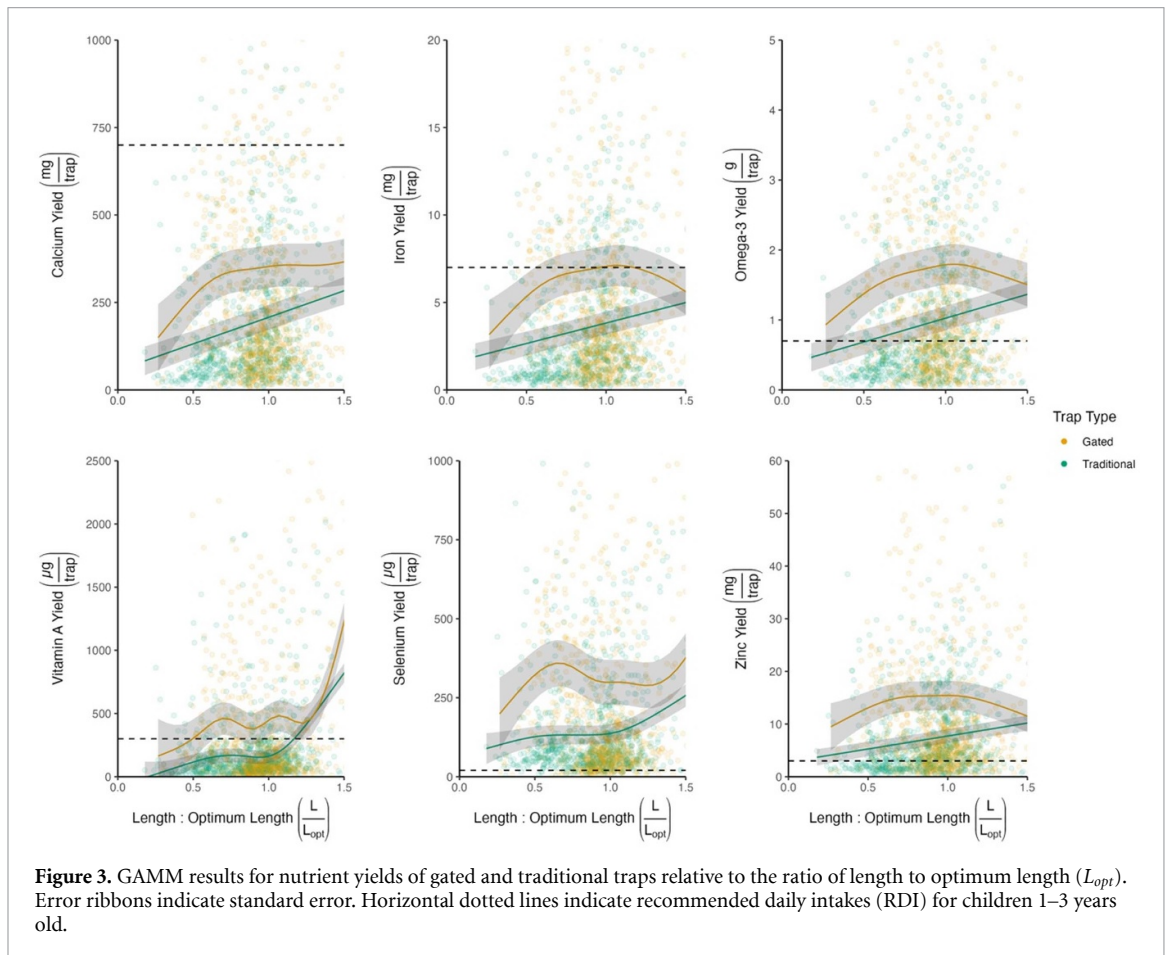 1000
750
500
250
0
0.0 0.5 1.0 1.5
Calcium Yield (mg/trap)
20
15
10
5
0
0.0 0.5 1.0 1.5
Iron Yield (mg/trap)
5
4
3
2
1
0
0.0 0.5 1.0 1.5
Omega-3 Yield (g/trap)
Trap Type
Gated
Traditional
2500
2000
1500
1000
500
0
0.0 0.5 1.0 1.5
Vitamin A Yield (μg/trap)
Length : Optimum Length (L/Lopt)
1000
750
500
250
0
0.0 0.5 1.0 1.5
Selenium Yield (μg/trap)
Length : Optimum Length (L/Lopt)
60
50
40
30
20
10
0
0.0 0.5 1.0 1.5
Zinc Yield (mg/trap)
Length : Optimum Length (L/Lopt)
Figure 3. GAMM results for nutrient yields of gated and traditional traps relative to the ratio of length to optimum length (Lopt).
Error ribbons indicate standard error. Horizontal dotted lines indicate recommended daily intakes (RDI) for children 1–3 years
old.